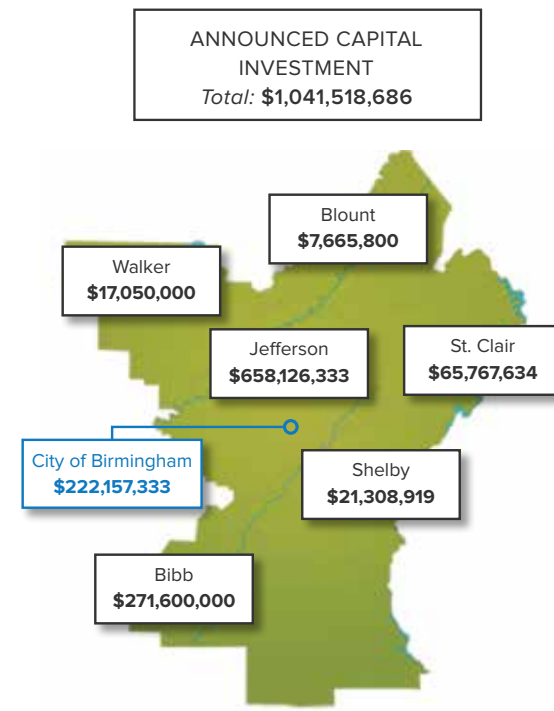 ANNOUNCED CAPITAL
INVESTMENT
Total: $1,041,518,686
Blount
$7,665,800
Walker
$17,050,000
Jefferson
$658,126,333
St. Clair
$65,767,634
City of Birmingham
$222,157,333
Shelby
$21,308,919
Bibb
$271,600,000